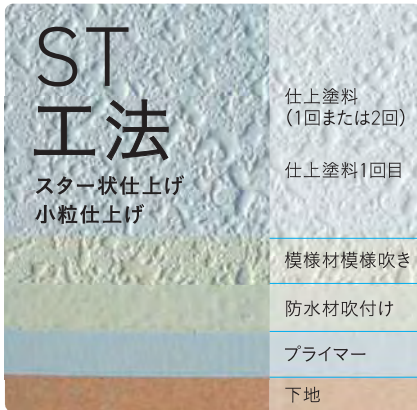 ST
工法
スター状仕上げ
小粒仕上げ
仕上塗料
（1回または2回）
仕上塗料1回目
模様材模様吹き
防水材吹付け
プライマー
下地